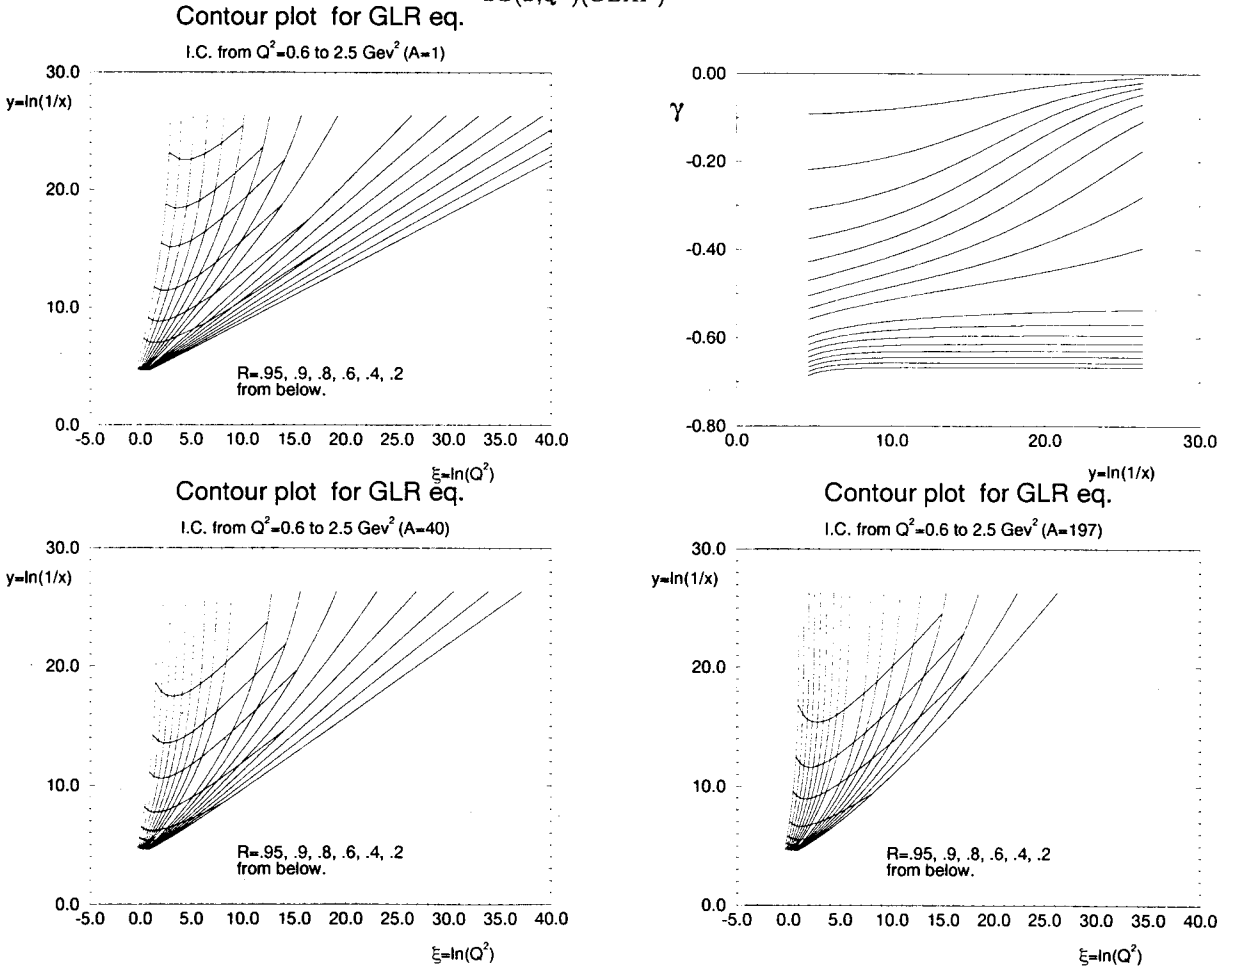 Contour plot for GLR eq.
I.C. from Q²=0.6 to 2.5 Gev² (A=1)
30.0
y=ln(1/x)
20.0
10.0
0.0
-5.0 0.0 5.0 10.0 15.0 20.0 25.0 30.0 35.0 40.0
ξ=ln(Q²)
R=.95, .9, .8, .6, .4, .2
from below.
0.00
γ
-0.20
-0.40
-0.60
-0.80
0.0 10.0 20.0 30.0
y=ln(1/x)
Contour plot for GLR eq.
I.C. from Q²=0.6 to 2.5 Gev² (A=40)
30.0
y=ln(1/x)
20.0
10.0
0.0
-5.0 0.0 5.0 10.0 15.0 20.0 25.0 30.0 35.0 40.0
ξ=ln(Q²)
R=.95, .9, .8, .6, .4, .2
from below.
Contour plot for GLR eq.
I.C. from Q²=0.6 to 2.5 Gev² (A=197)
30.0
y=ln(1/x)
20.0
10.0
0.0
-5.0 0.0 5.0 10.0 15.0 20.0 25.0 30.0 35.0 40.0
ξ=ln(Q²)
R=.95, .9, .8, .6, .4, .2
from below.